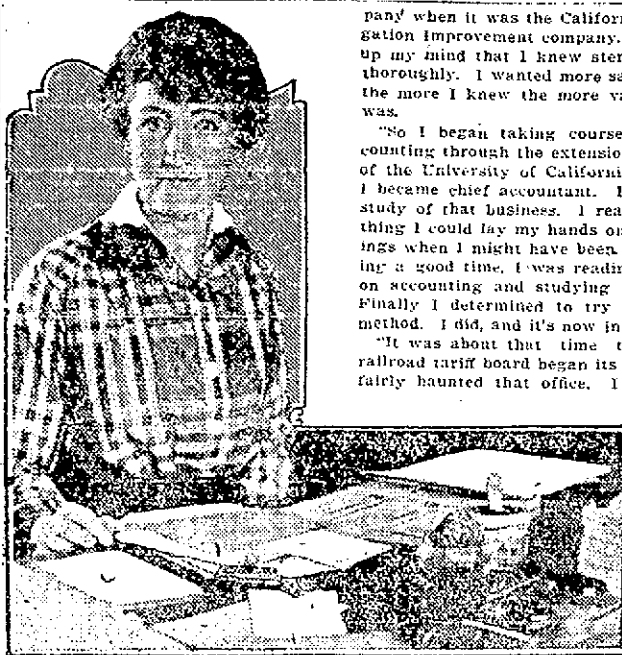 pany when it was the Californ
gation Improvement company.
up my mind that I knew sten
thoroughly. I wanted more sa
the more I knew the more va
was.
"So I began taking course
counting through the extensio
of the University of Californi
I became chief accountant. I
study of that business. I rea
thing I could lay my hands on
ings when I might have been
ing a good time, I was readin
on accounting and studying
Finally I determined to try
method. I did, and it's now in
"It was about that time t
railroad tariff board began its
fairly haunted that office. I